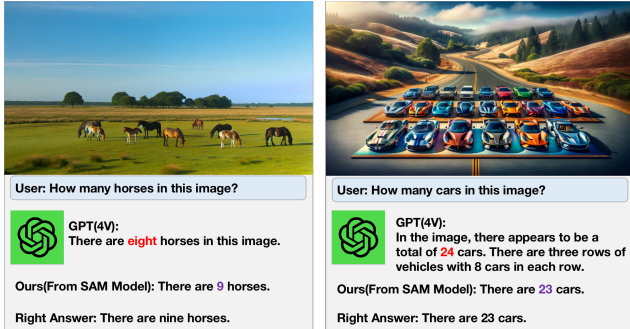 User: How many horses in this image?
GPT(4V):
There are eight horses in this image.
Ours(From SAM Model): There are 9 horses.
Right Answer: There are nine horses.
User: How many cars in this image?
GPT(4V):
In the image, there appears to be a
total of 24 cars. There are three rows of
vehicles with 8 cars in each row.
Ours(From SAM Model): There are 23 cars.
Right Answer: There are 23 cars.